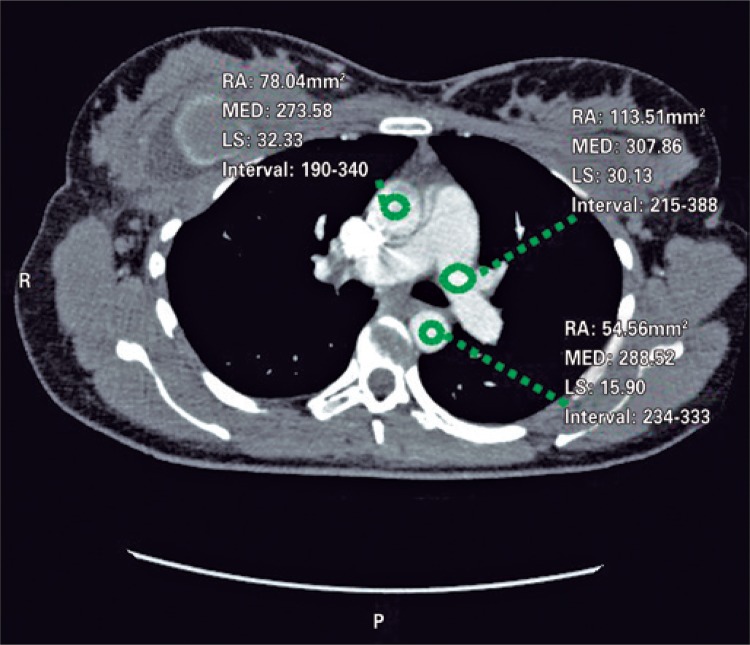 RA: 78.04mm²
MED: 273.58
LS: 32.33
Interval: 190-340
RA: 113.51mm²
MED: 307.86
LS: 30.13
Interval: 215-388
R
RA: 54.56mm²
MED: 288.52
LS: 15.90
Interval: 234-333
P